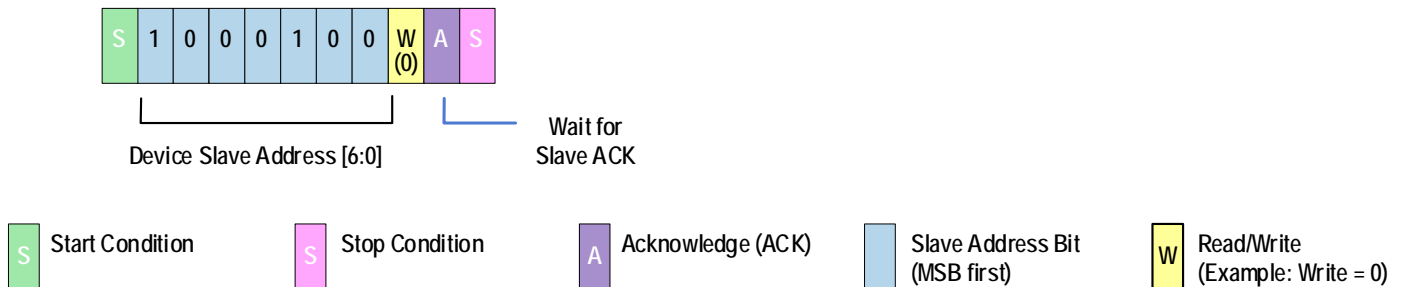 S 1 0 0 0 1 0 0 W (0) A S
Device Slave Address [6:0]
Wait for
Slave ACK
S Start Condition
S Stop Condition
A Acknowledge (ACK)
Slave Address Bit
(MSB first)
W Read/Write
(Example: Write = 0)